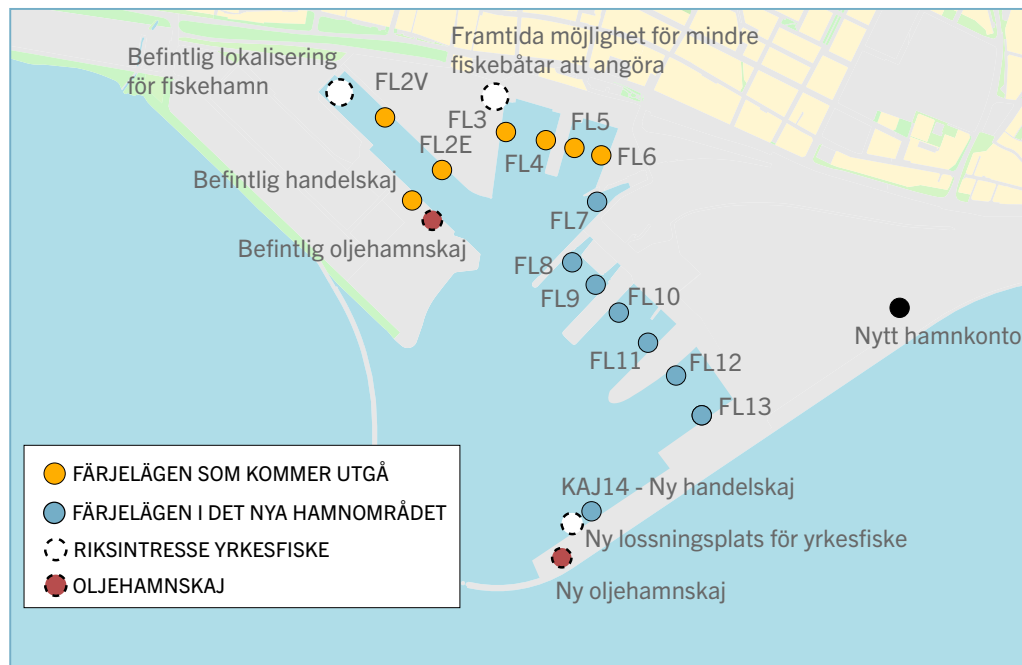 Befintlig lokalisering
för fiskehamn
Framtida möjlighet för mindre
fiskebåtar att angöra
FL2V
FL3
FL5
FL2E
FL4
FL6
Befintlig handelskaj
FL7
Befintlig oljehamnskaj
FL8
FL9
FL10
Nytt hamnkontor
FL11
FL12
FL13
FÄRJELÄGEN SOM KOMMER UTGÅ
FÄRJELÄGEN I DET NYA HAMNOMRÅDET
RIKSINTRESSE YRKESFISKE
OLJEHAMNSKAJ
KAJ14 - Ny handelskaj
Ny lossningsplats för yrkesfiske
Ny oljehamnskaj